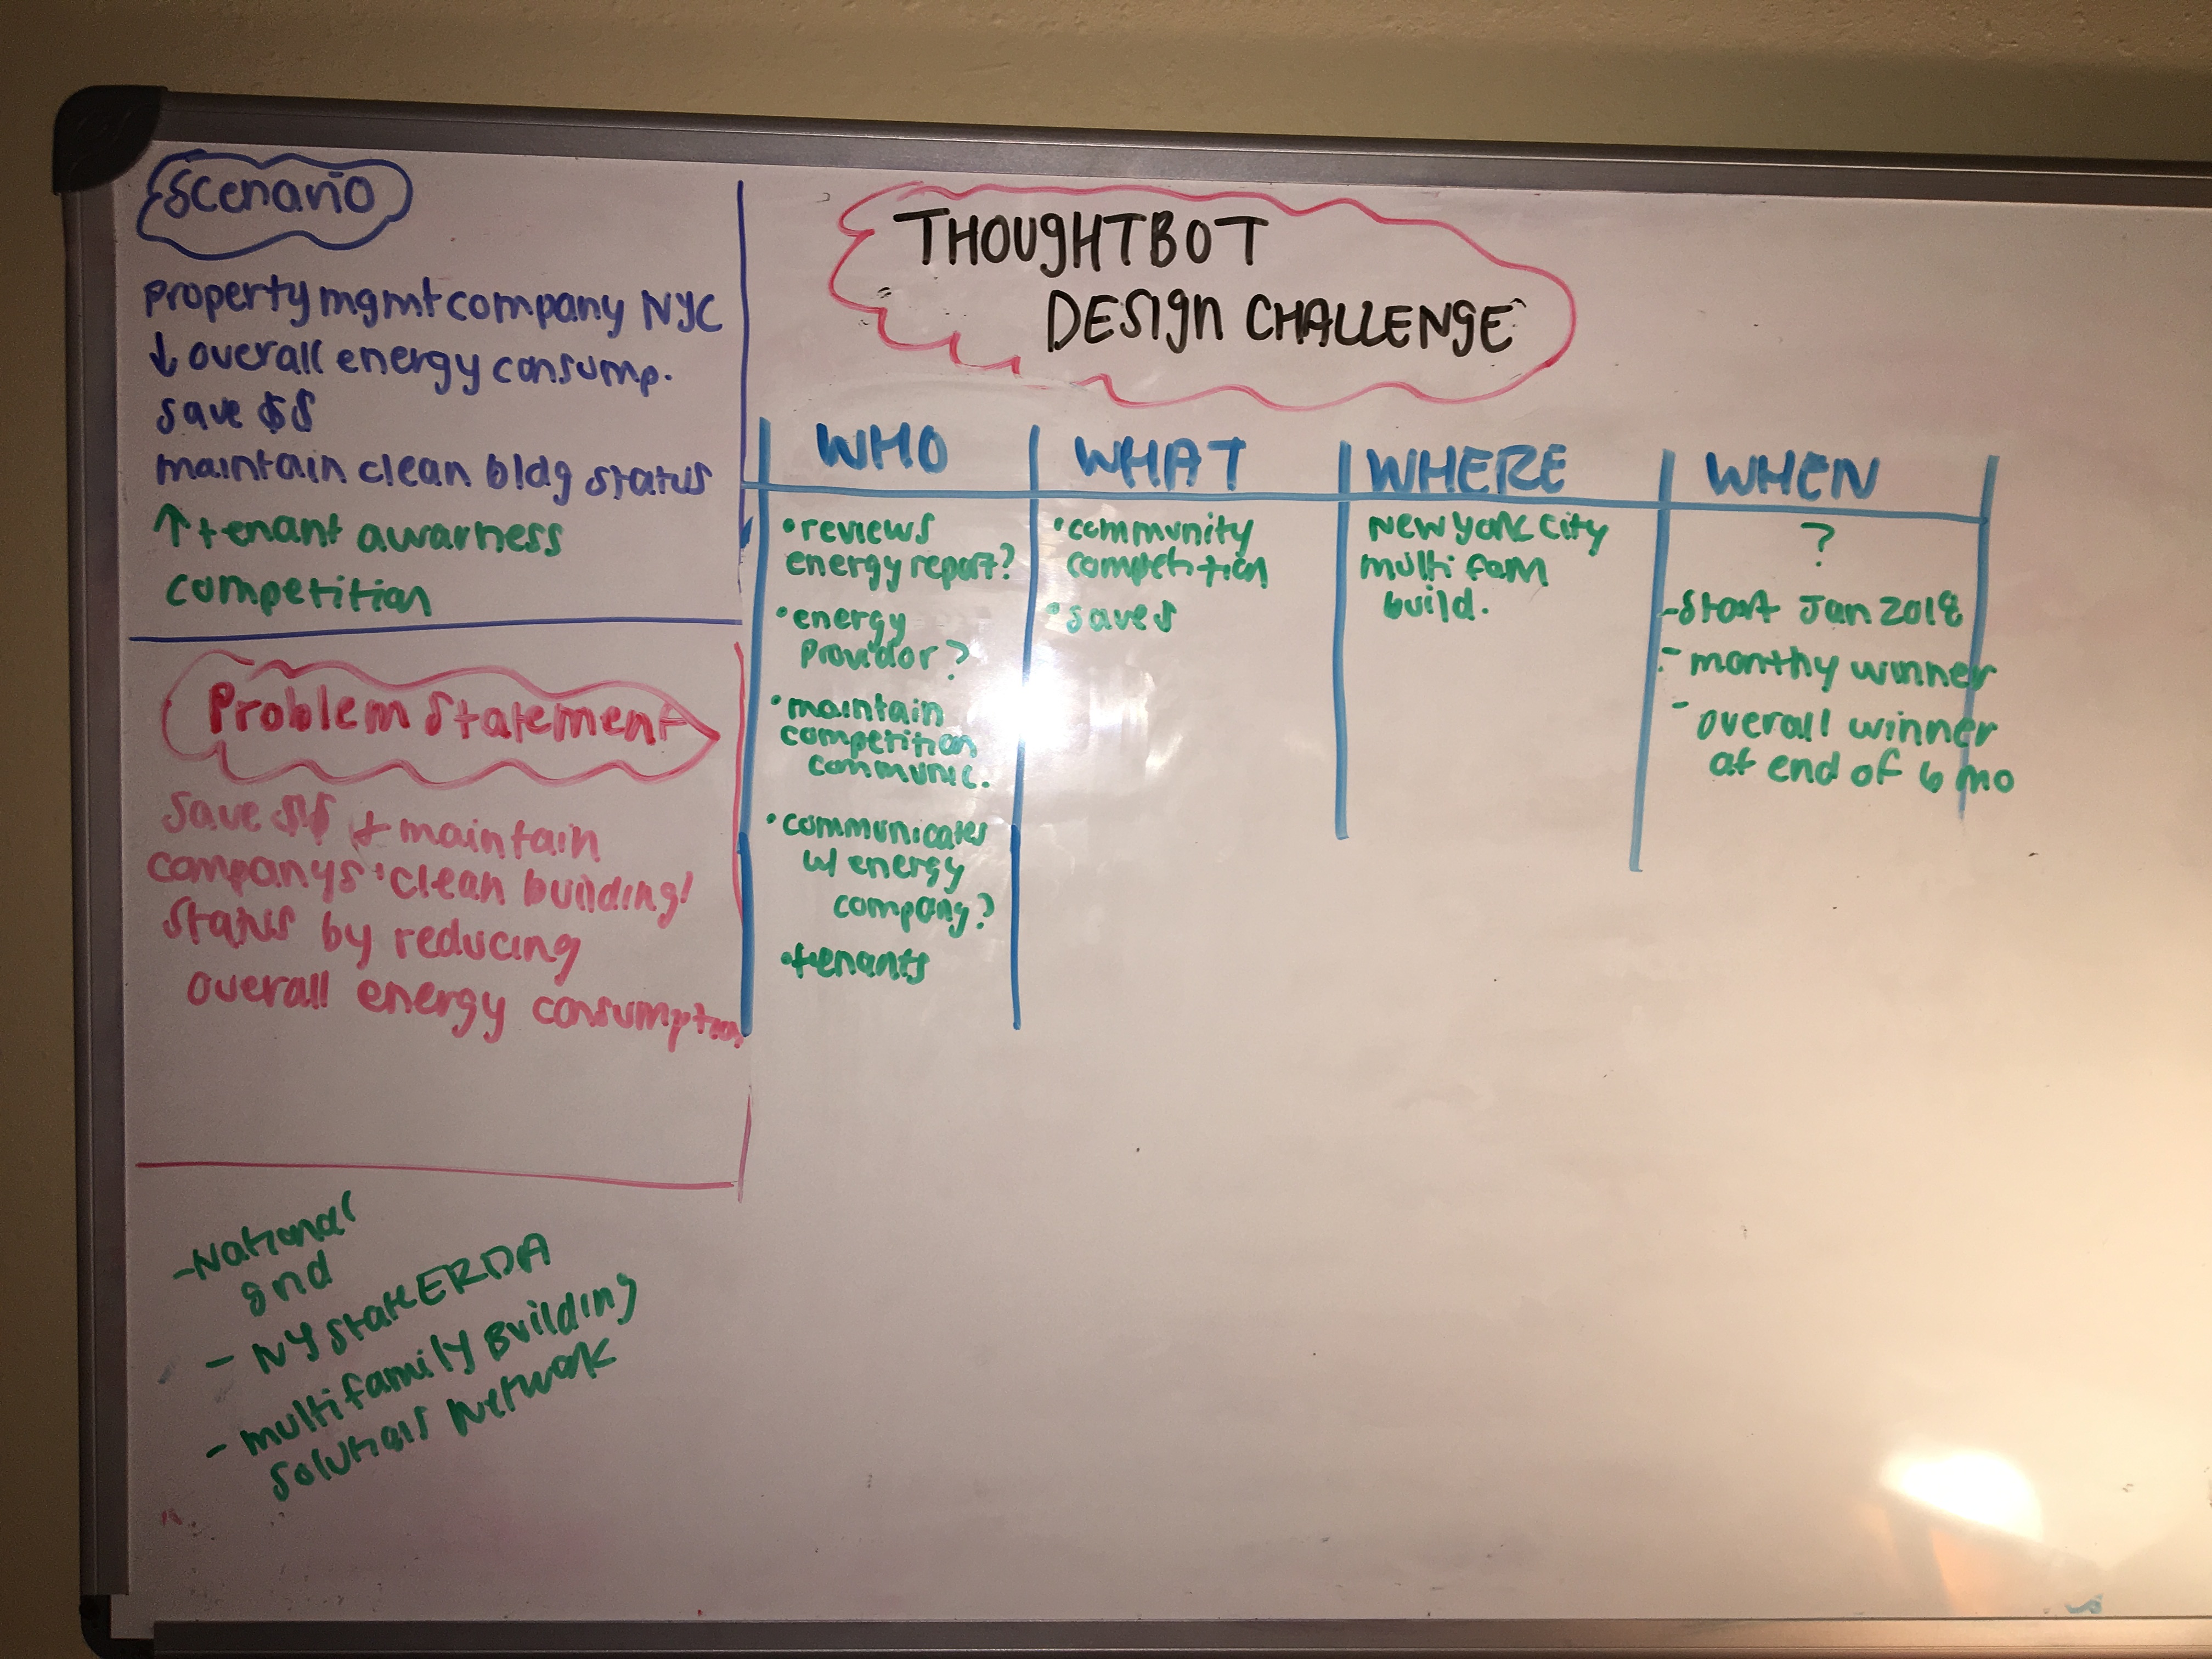 Scenario
property mgmt company NYC
↓ overall energy consump.
save $$
maintain clean bldg status
↑ tenant awarness
competition
Problem Statement
save $$ + maintain
companys 'clean building'
status by reducing
overall energy consumption
-National
grid
- NY State ERDA
- multifamily Building
solutions Network
THOUGHTBOT
DESIGN CHALLENGE
WHO
•reviews
energy report?
•energy
providor?
•maintain
competition
communic.
•communicates
w/ energy
company?
•tenants
WHAT
•community
competition
•save $
WHERE
New York City
multi fam
build.
WHEN
?
-Start Jan 2018
- monthy winner
- overall winner
at end of 6 mo